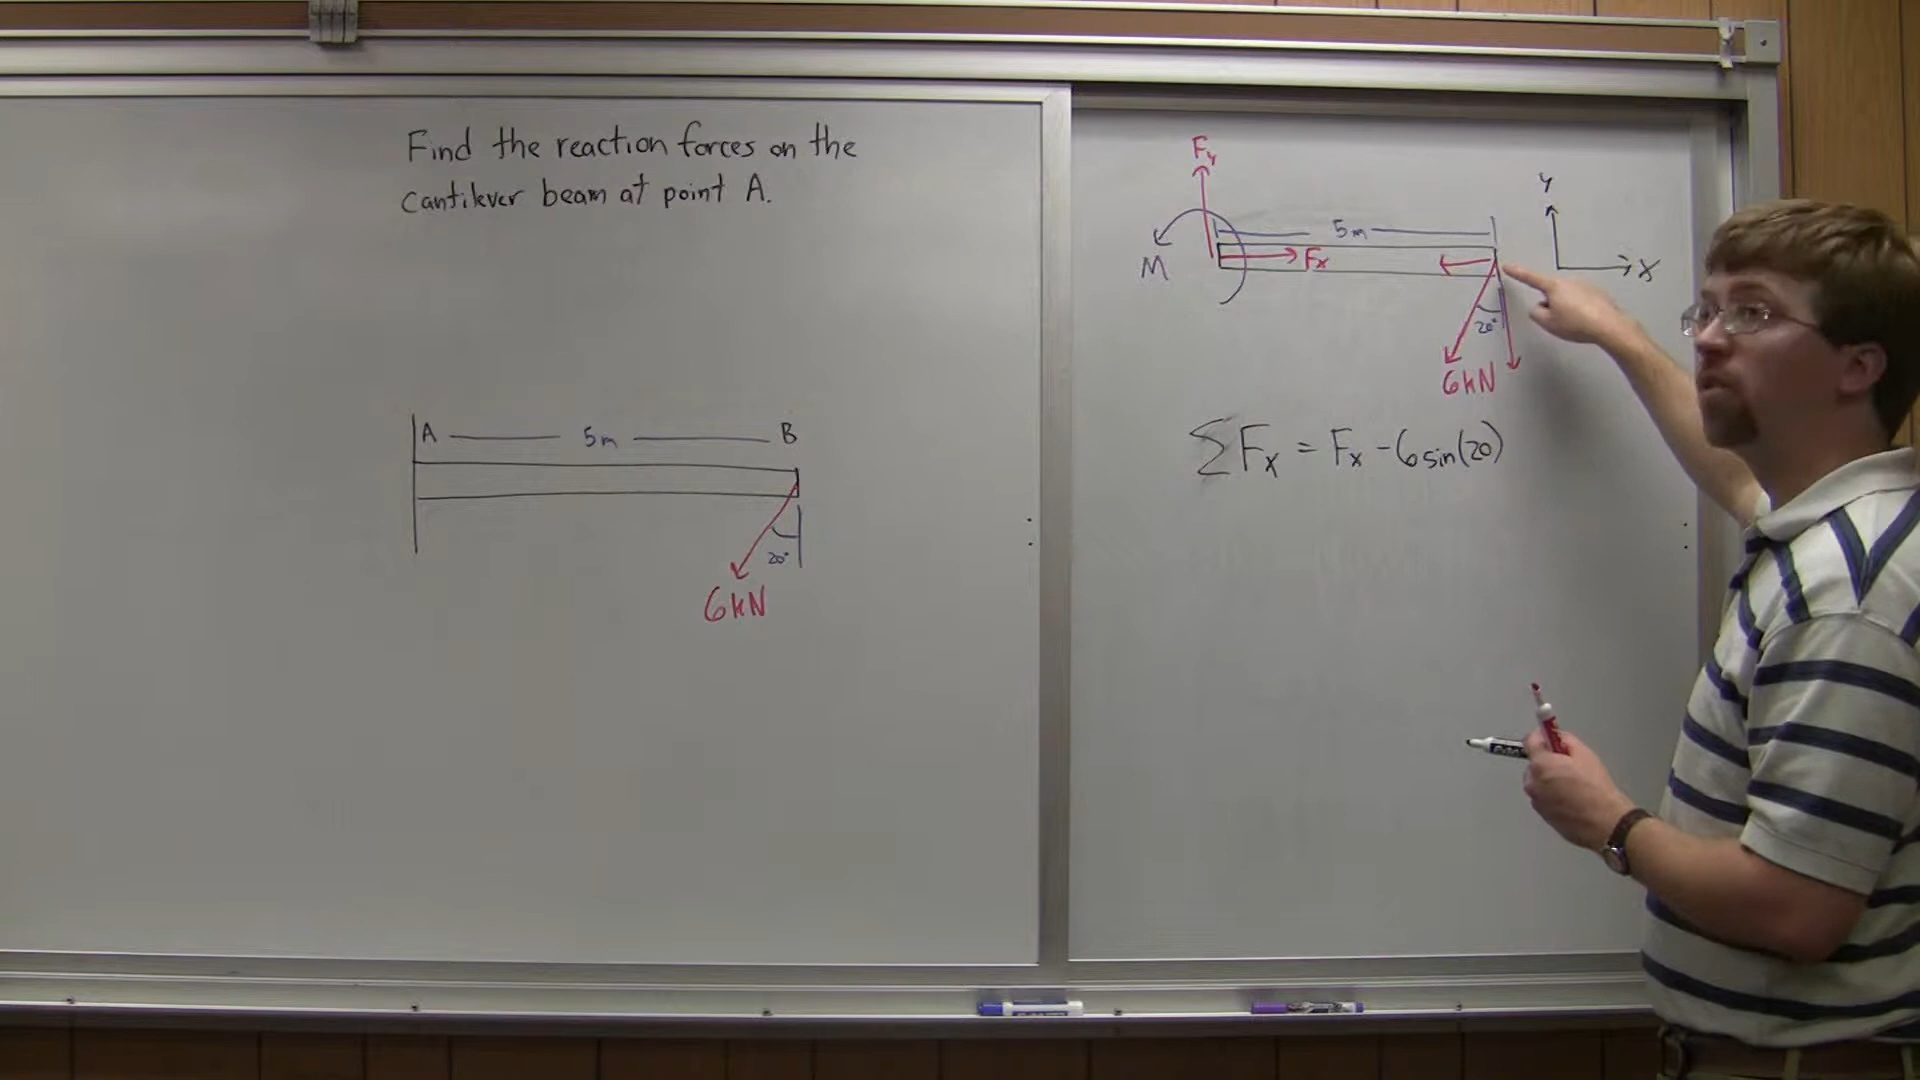 Find the reaction forces on the
cantilever beam at point A.
A 5m B
20°
6kN
Fy
Y
5m
M
Fx
X
20°
6kN
∑Fx = Fx - 6sin(20)